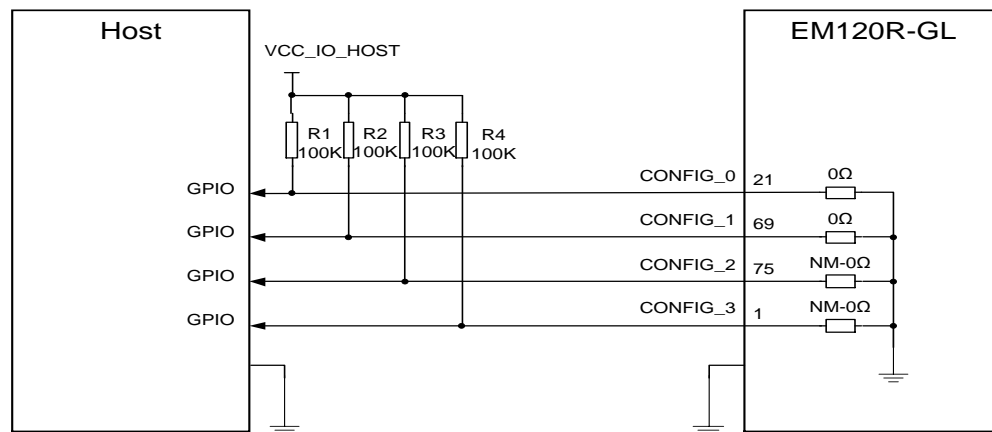 Host
EM120R-GL
VCC_IO_HOST
R1 R2 R3 R4
100K 100K 100K 100K
GPIO CONFIG_0 21 0Ω
GPIO CONFIG_1 69 0Ω
GPIO CONFIG_2 75 NM-0Ω
GPIO CONFIG_3 1 NM-0Ω